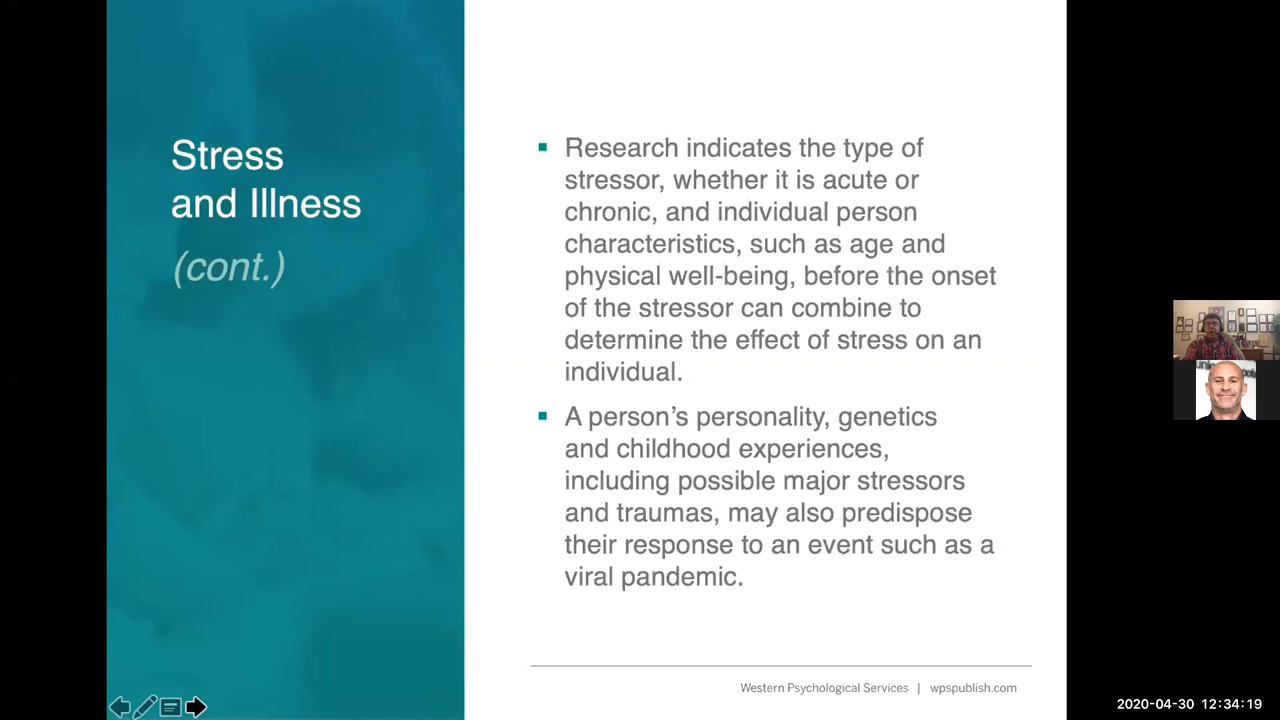 Stress
and Illness
(cont.)
▪ Research indicates the type of
stressor, whether it is acute or
chronic, and individual person
characteristics, such as age and
physical well-being, before the onset
of the stressor can combine to
determine the effect of stress on an
individual.
▪ A person’s personality, genetics
and childhood experiences,
including possible major stressors
and traumas, may also predispose
their response to an event such as a
viral pandemic.
Western Psychological Services | wpspublish.com
2020-04-30 12:34:19